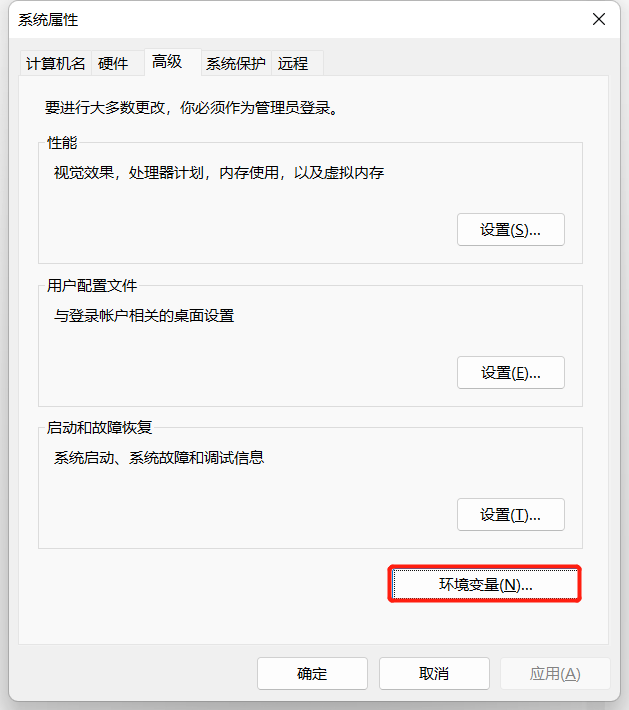 系统属性
计算机名 硬件 高级 系统保护 远程
要进行大多数更改，你必须作为管理员登录。
性能
视觉效果，处理器计划，内存使用，以及虚拟内存
设置(S)...
用户配置文件
与登录帐户相关的桌面设置
设置(E)...
启动和故障恢复
系统启动、系统故障和调试信息
设置(T)...
环境变量(N)...
确定 取消 应用(A)